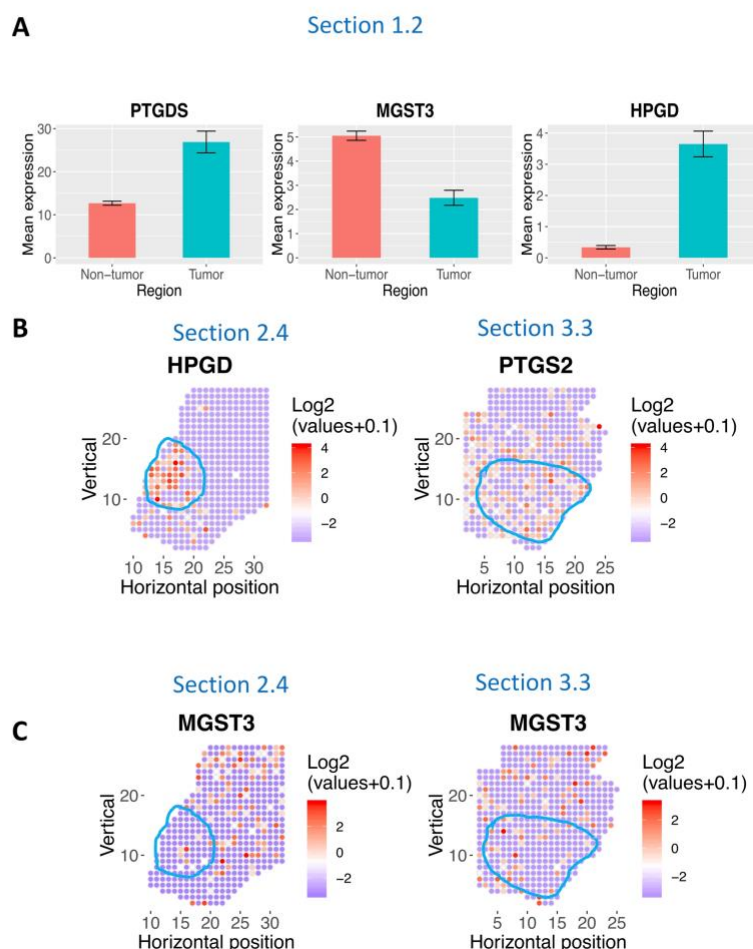 A
Section 1.2
PTGDS
MGST3
HPGD
Mean expression
30
20
10
0
Non-tumor
Tumor
Region
Mean expression
5
4
3
2
1
0
Non-tumor
Tumor
Region
Mean expression
4
3
2
1
0
Non-tumor
Tumor
Region
B
Section 2.4
HPGD
Vertical
20
10
10 15 20 25 30
Horizontal position
Log2
(values+0.1)
4
2
0
−2
Section 3.3
PTGS2
Vertical
20
10
5 10 15 20 25
Horizontal position
Log2
(values+0.1)
4
2
0
−2
C
Section 2.4
MGST3
Vertical
20
10
10 15 20 25 30
Horizontal position
Log2
(values+0.1)
2
0
−2
Section 3.3
MGST3
Vertical
20
10
5 10 15 20 25
Horizontal position
Log2
(values+0.1)
2
0
−2